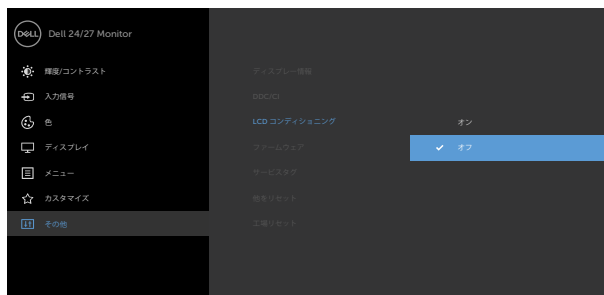 DELL
Dell 24/27 Monitor
輝度/コントラスト
入力信号
色
ディスプレイ
メニュー
カスタマイズ
その他
ディスプレー情報
DDC/CI
LCD コンディショニング
ファームウェア
サービスタグ
他をリセット
工場リセット
オン
オフ